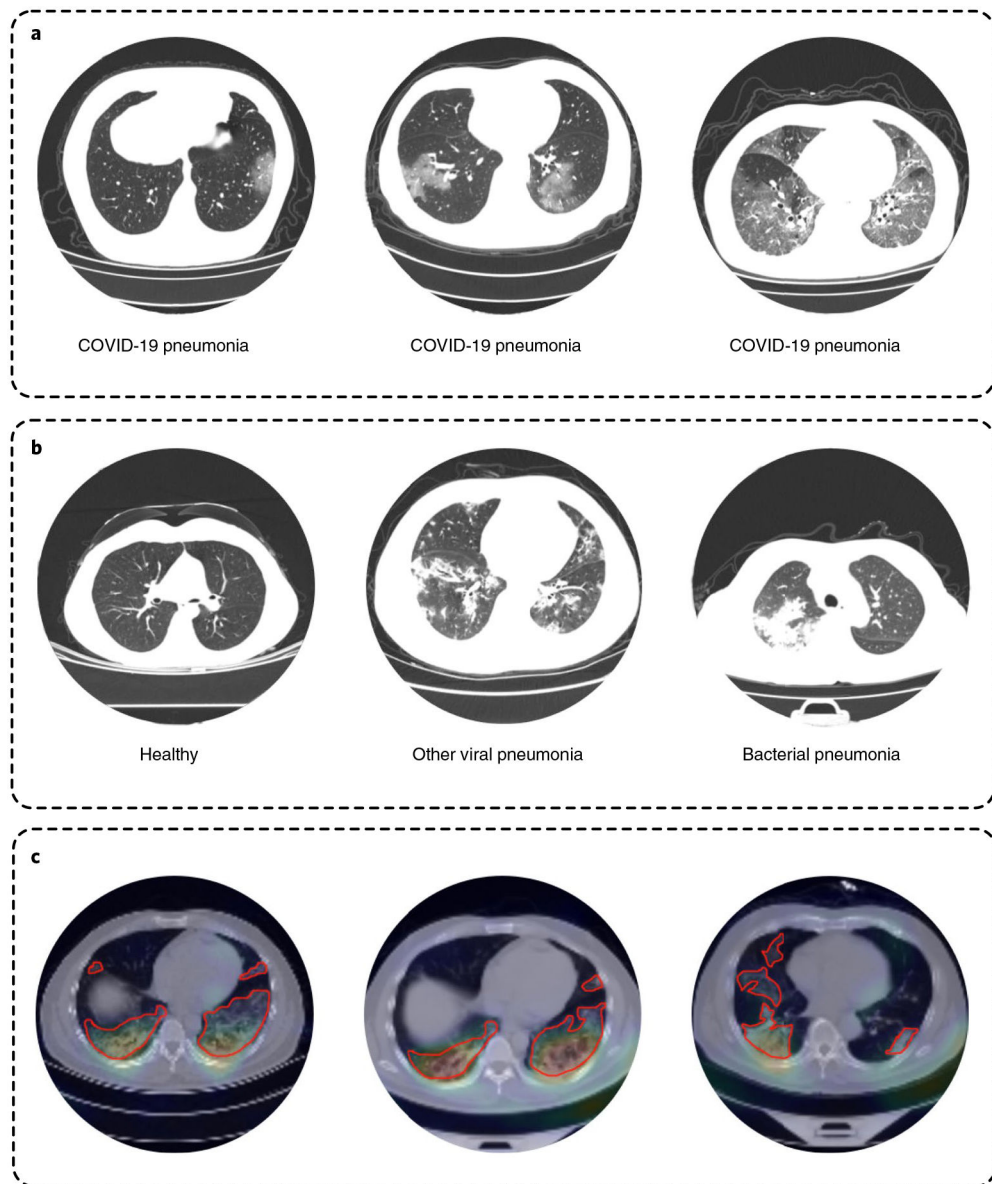 a
COVID-19 pneumonia
COVID-19 pneumonia
COVID-19 pneumonia
b
Healthy
Other viral pneumonia
Bacterial pneumonia
c